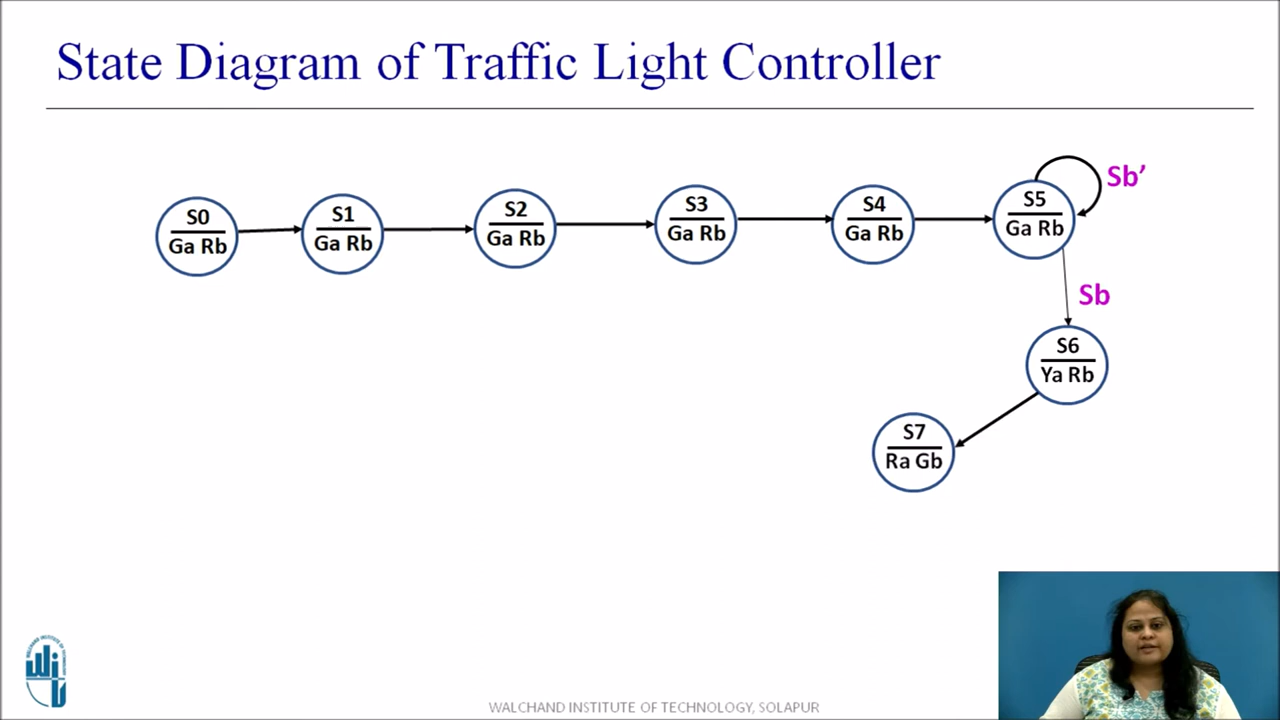 State Diagram of Traffic Light Controller
S0
Ga Rb
S1
Ga Rb
S2
Ga Rb
S3
Ga Rb
S4
Ga Rb
S5
Ga Rb
Sb’
Sb
S6
Ya Rb
S7
Ra Gb
WALCHAND INSTITUTE OF TECHNOLOGY, SOLAPUR